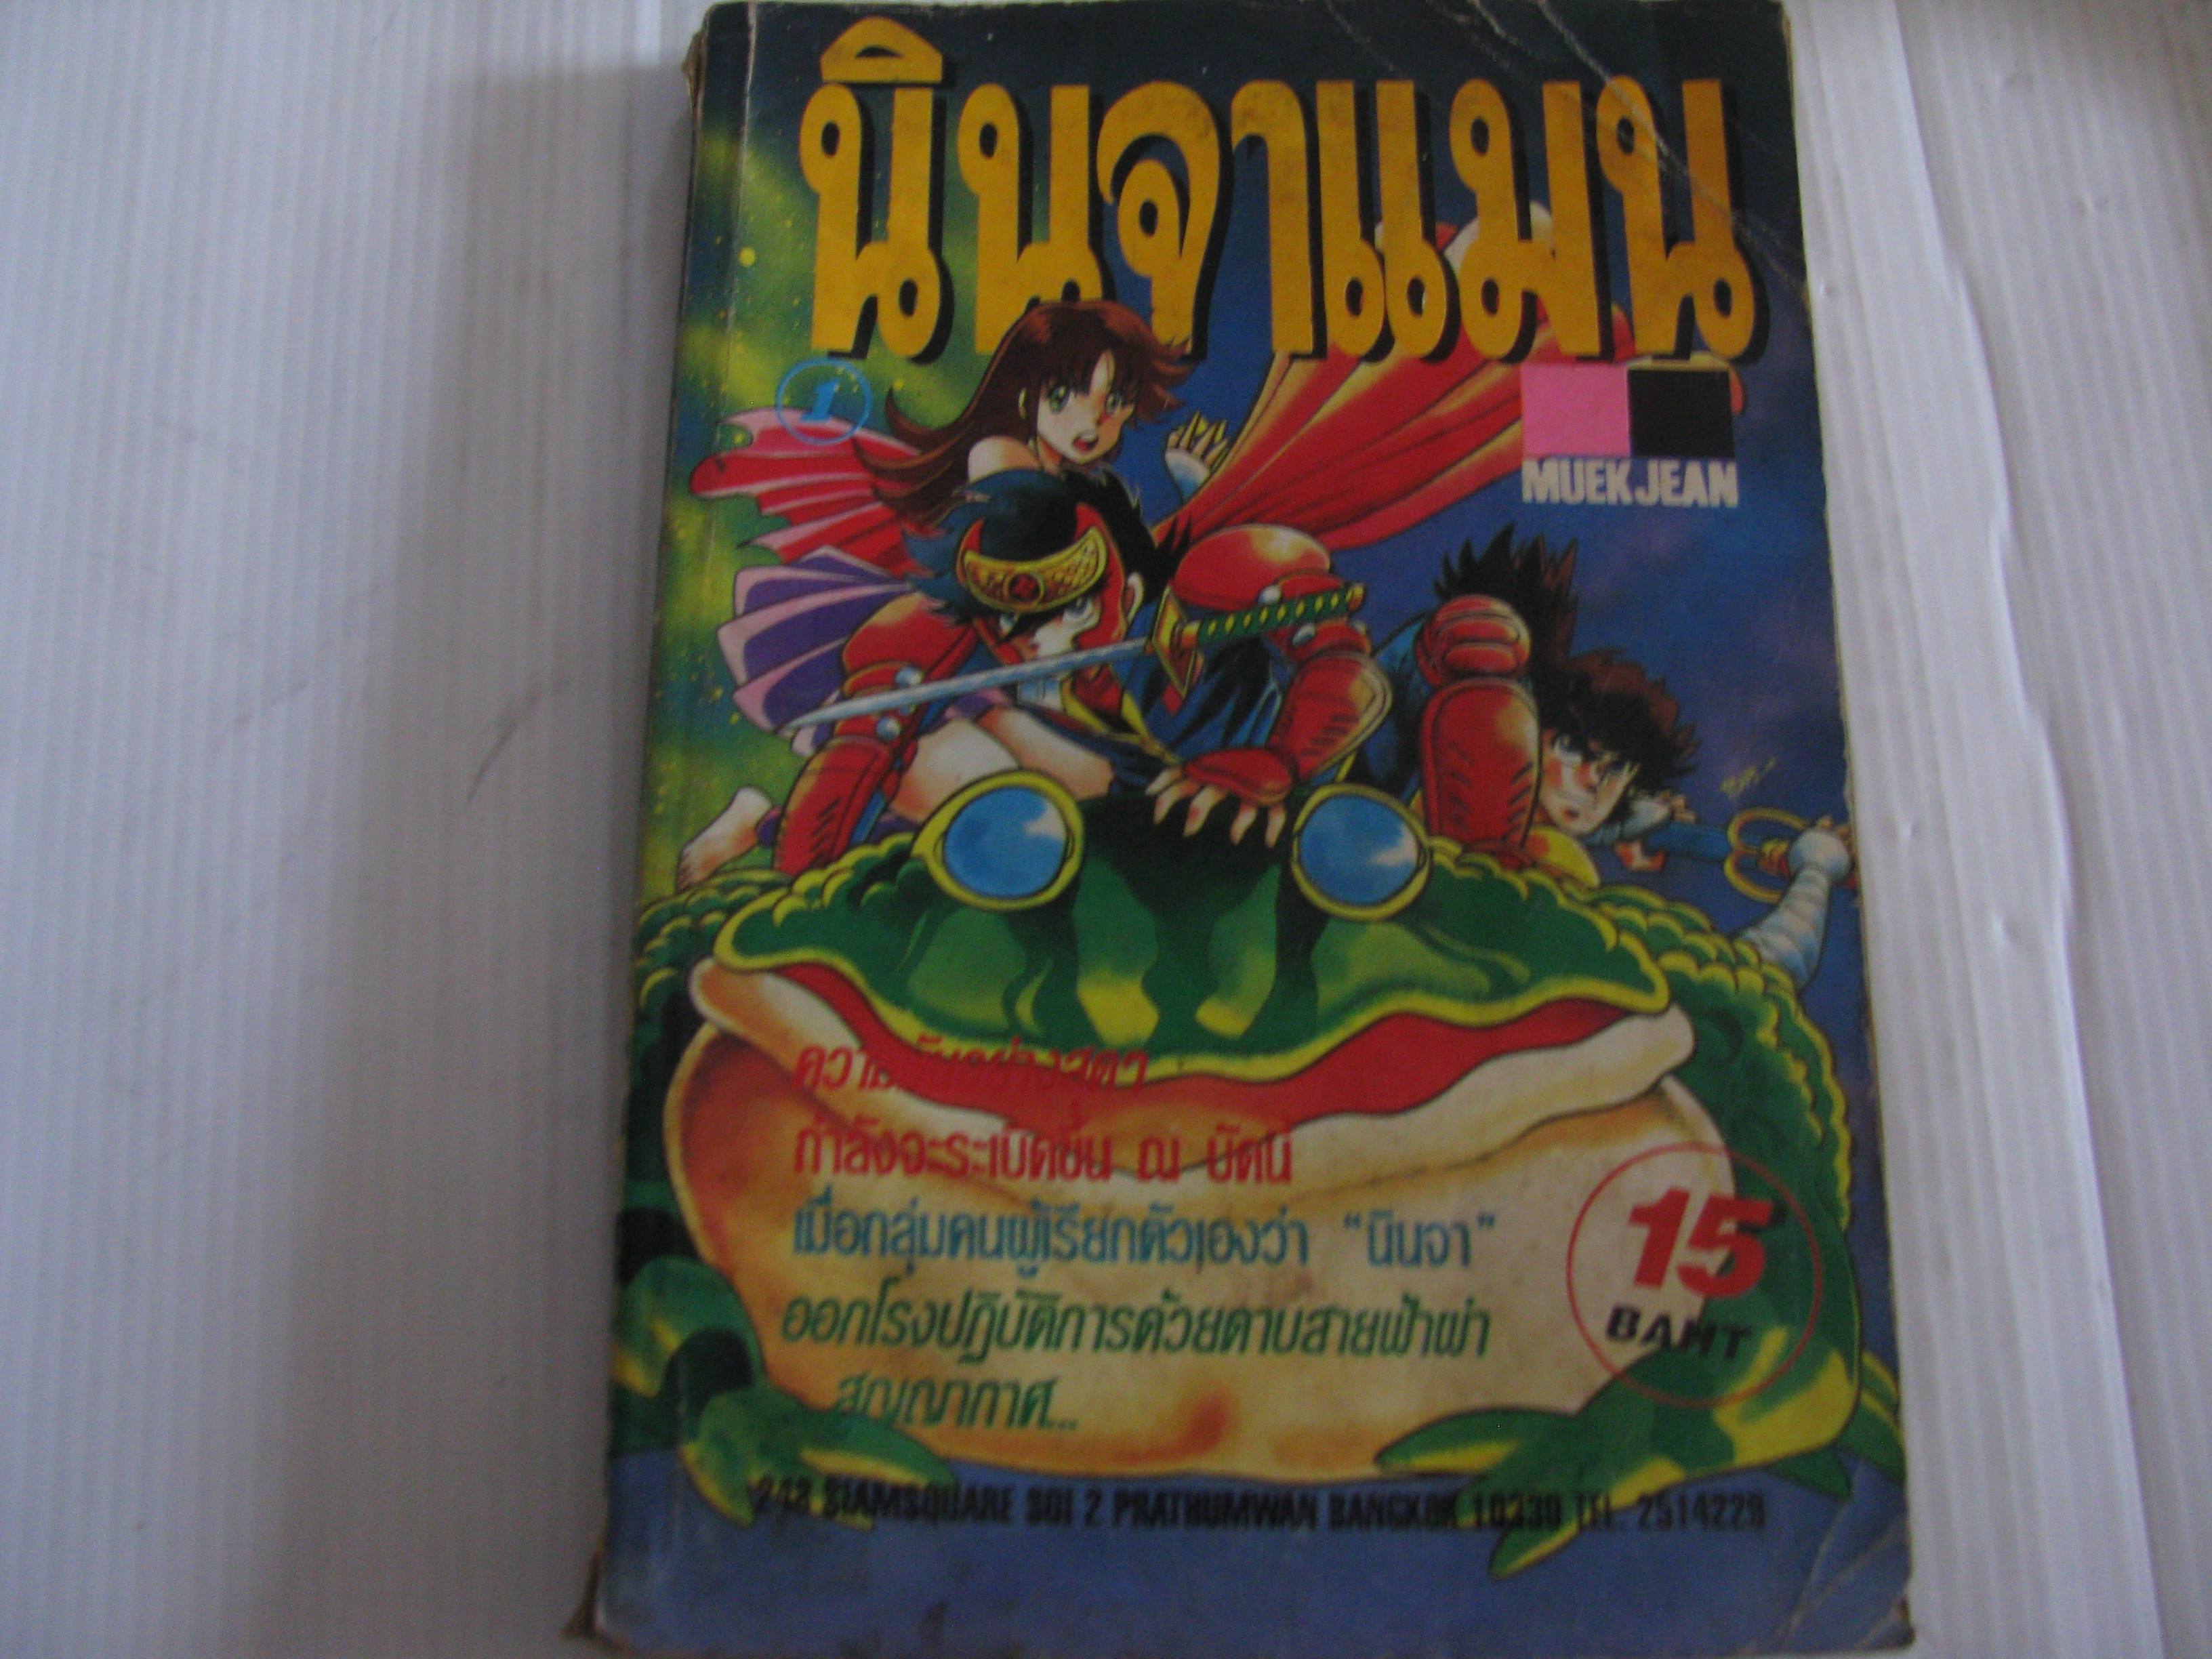 นินจาแมน
1
MUEK JEAN
ความมันอย่างสุดๆ
กำลังจะระเบิดขึ้น ณ บัดนี้
เมื่อกลุ่มคนผู้เรียกตัวเองว่า "นินจา"
ออกโรงปฏิบัติการด้วยดาบสายฟ้าผ่า
สุญญากาศ...
15
BAHT
248 SIAMSQUARE SOI 2 PRATHUMWAN BANGKOK 10330 TEL. 2514229